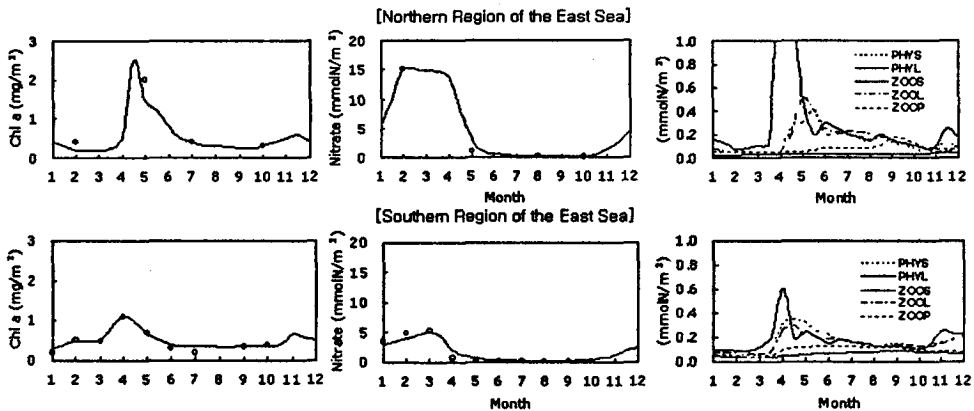 [Northern Region of the East Sea]
Chl a (mg/m³)
3
2
1
0
1 2 3 4 5 6 7 8 9 10 11 12
Nitrate (mmolN/m³)
20
15
10
5
0
1 2 3 4 5 6 7 8 9 10 11 12
Month
(mmolN/m³)
1.0
0.8
0.6
0.4
0.2
0.0
PHYS
PHYL
ZOOS
ZOOL
ZOOP
1 2 3 4 5 6 7 8 9 10 11 12
Month
[Southern Region of the East Sea]
Chl a (mg/m³)
3
2
1
0
1 2 3 4 5 6 7 8 9 10 11 12
Month
Nitrate (mmolN/m³)
20
15
10
5
0
1 2 3 4 5 6 7 8 9 10 11 12
Month
(mmolN/m³)
1.0
0.8
0.6
0.4
0.2
0.0
PHYS
PHYL
ZOOS
ZOOL
ZOOP
1 2 3 4 5 6 7 8 9 10 11 12
Month